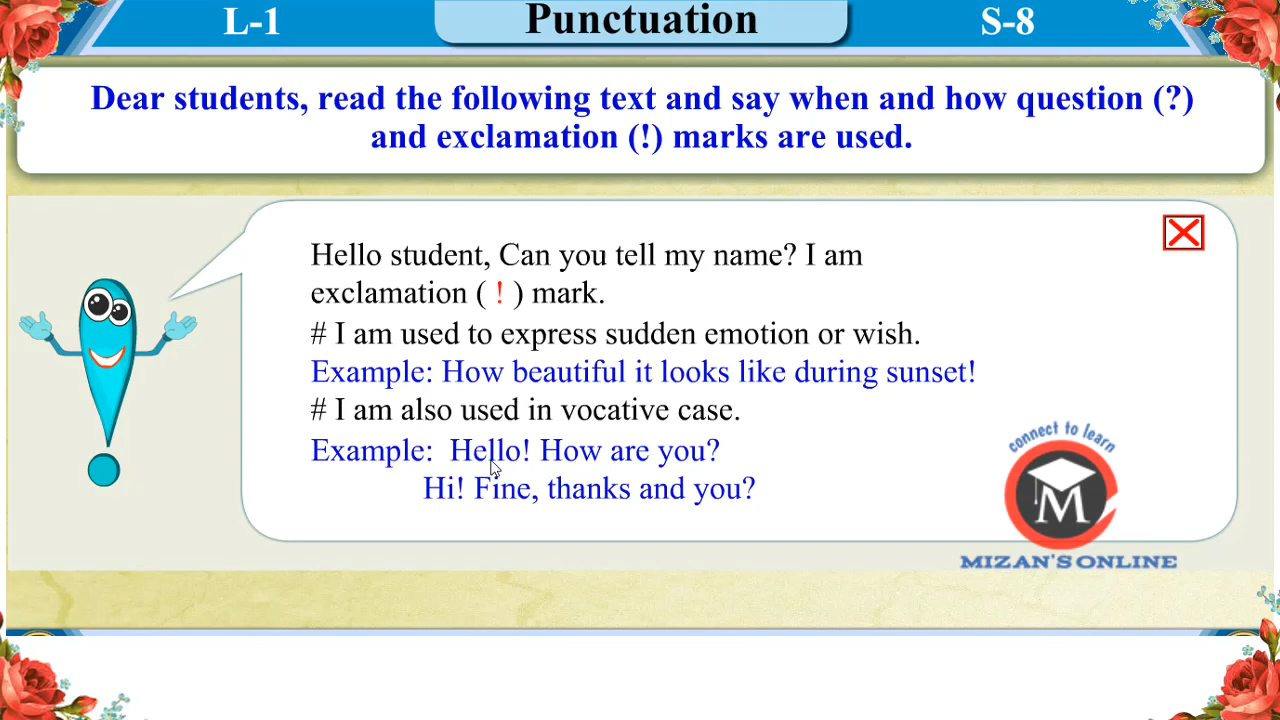 L-1 Punctuation S-8
Dear students, read the following text and say when and how question (?)
and exclamation (!) marks are used.
Hello student, Can you tell my name? I am
exclamation ( ! ) mark.
# I am used to express sudden emotion or wish.
Example: How beautiful it looks like during sunset!
# I am also used in vocative case.
Example: Hello! How are you?
Hi! Fine, thanks and you?
connect to learn
M
MIZAN'S ONLINE